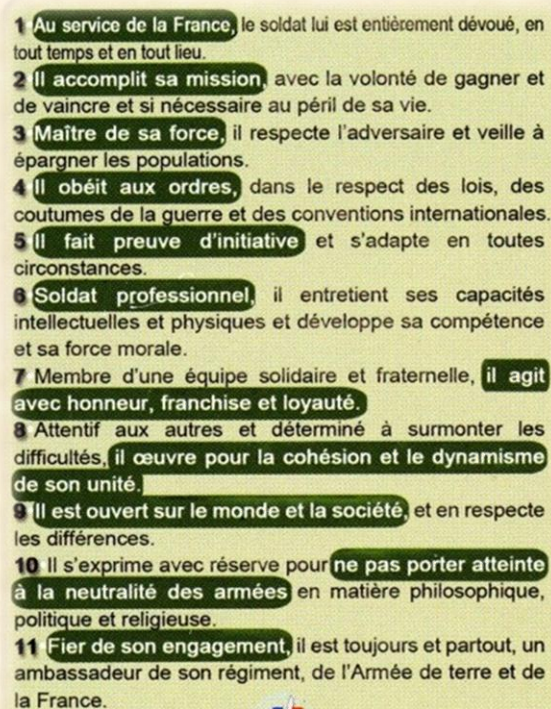 1 Au service de la France, le soldat lui est entièrement dévoué, en
tout temps et en tout lieu.
2 Il accomplit sa mission, avec la volonté de gagner et
de vaincre et si nécessaire au péril de sa vie.
3 Maître de sa force, il respecte l'adversaire et veille à
épargner les populations.
4 Il obéit aux ordres, dans le respect des lois, des
coutumes de la guerre et des conventions internationales.
5 Il fait preuve d'initiative et s'adapte en toutes
circonstances.
6 Soldat professionnel, il entretient ses capacités
intellectuelles et physiques et développe sa compétence
et sa force morale.
7 Membre d'une équipe solidaire et fraternelle, il agit
avec honneur, franchise et loyauté.
8 Attentif aux autres et déterminé à surmonter les
difficultés, il œuvre pour la cohésion et le dynamisme
de son unité.
9 Il est ouvert sur le monde et la société, et en respecte
les différences.
10 Il s'exprime avec réserve pour ne pas porter atteinte
à la neutralité des armées en matière philosophique,
politique et religieuse.
11 Fier de son engagement, il est toujours et partout, un
ambassadeur de son régiment, de l'Armée de terre et de
la France.